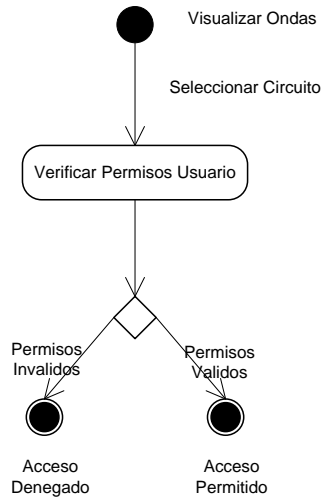 Visualizar Ondas
Seleccionar Circuito
Verificar Permisos Usuario
Permisos
Invalidos
Permisos
Validos
Acceso
Denegado
Acceso
Permitido